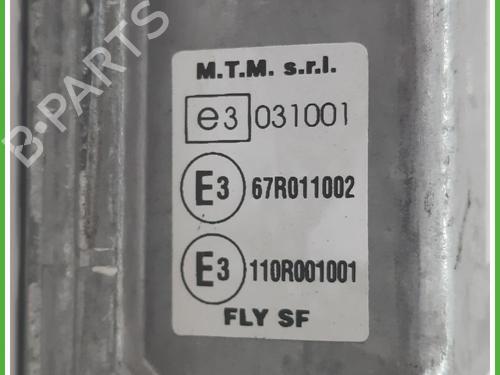 B-PARTS
M.T.M. s.r.l.
e3 031001
E3 67R011002
E3 110R001001
FLY SF